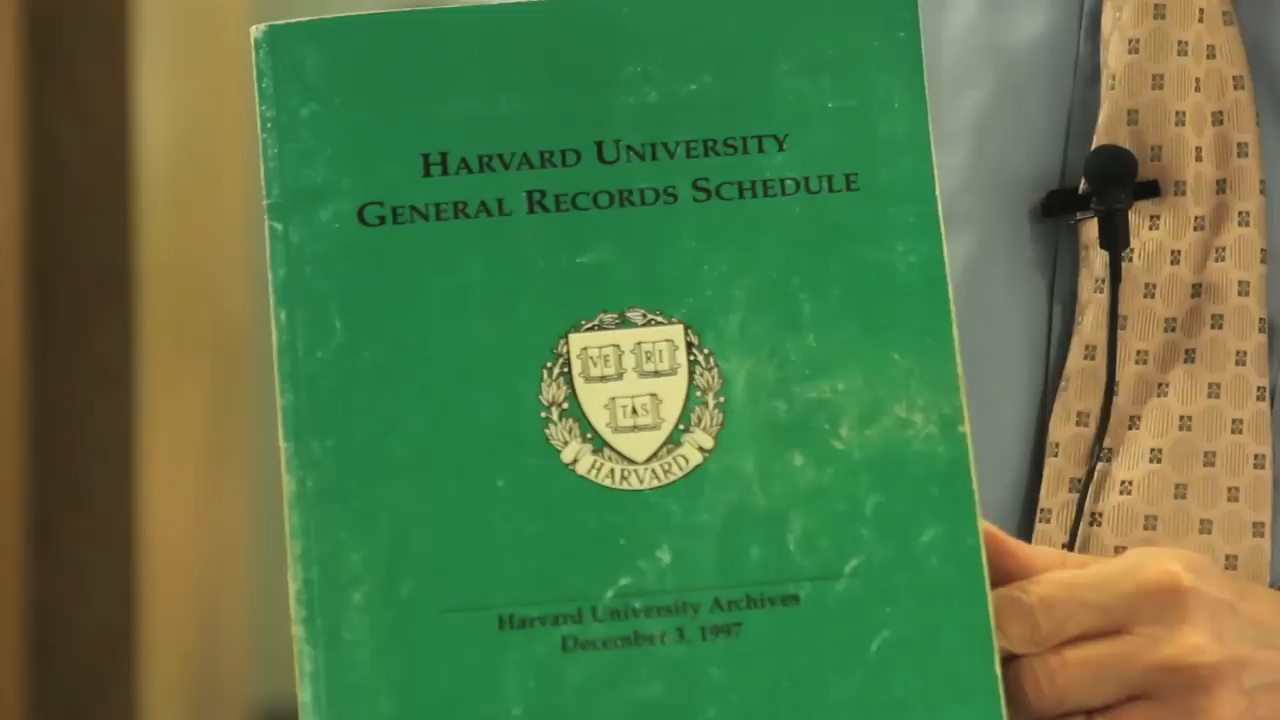 HARVARD UNIVERSITY
GENERAL RECORDS SCHEDULE
VE RI
TAS
HARVARD
Harvard University Archives
December 3, 1997